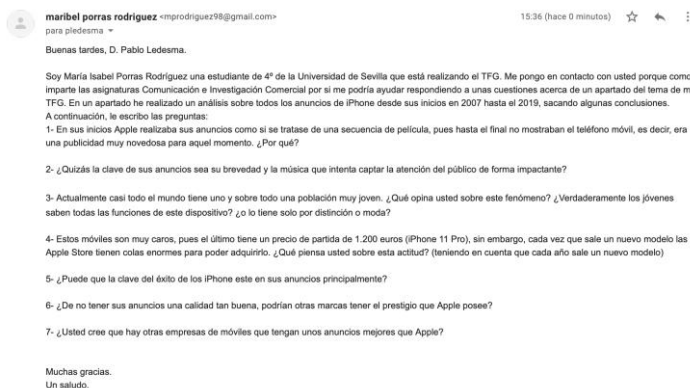 maribel porras rodriguez <mprodriguez98@gmail.com>
15:36 (hace 0 minutos)
para pledesma
Buenas tardes, D. Pablo Ledesma.
Soy María Isabel Porras Rodríguez una estudiante de 4º de la Universidad de Sevilla que está realizando el TFG. Me pongo en contacto con usted porque como
imparte las asignaturas Comunicación e Investigación Comercial por si me podría ayudar respondiendo a unas cuestiones acerca de un apartado del tema de m
TFG. En un apartado he realizado un análisis sobre todos los anuncios de iPhone desde sus inicios en 2007 hasta el 2019, sacando algunas conclusiones.
A continuación, le escribo las preguntas:
1- En sus inicios Apple realizaba sus anuncios como si se tratase de una secuencia de película, pues hasta el final no mostraban el teléfono móvil, es decir, era
una publicidad muy novedosa para aquel momento. ¿Por qué?
2- ¿Quizás la clave de sus anuncios sea su brevedad y la música que intenta captar la atención del público de forma impactante?
3- Actualmente casi todo el mundo tiene uno y sobre todo una población muy joven. ¿Qué opina usted sobre este fenómeno? ¿Verdaderamente los jóvenes
saben todas las funciones de este dispositivo? ¿o lo tiene solo por distinción o moda?
4- Estos móviles son muy caros, pues el último tiene un precio de partida de 1.200 euros (iPhone 11 Pro), sin embargo, cada vez que sale un nuevo modelo las
Apple Store tienen colas enormes para poder adquirirlo. ¿Qué piensa usted sobre esta actitud? (teniendo en cuenta que cada año sale un nuevo modelo)
5- ¿Puede que la clave del éxito de los iPhone este en sus anuncios principalmente?
6- ¿De no tener sus anuncios una calidad tan buena, podrían otras marcas tener el prestigio que Apple posee?
7- ¿Usted cree que hay otras empresas de móviles que tengan unos anuncios mejores que Apple?
Muchas gracias.
Un saludo.